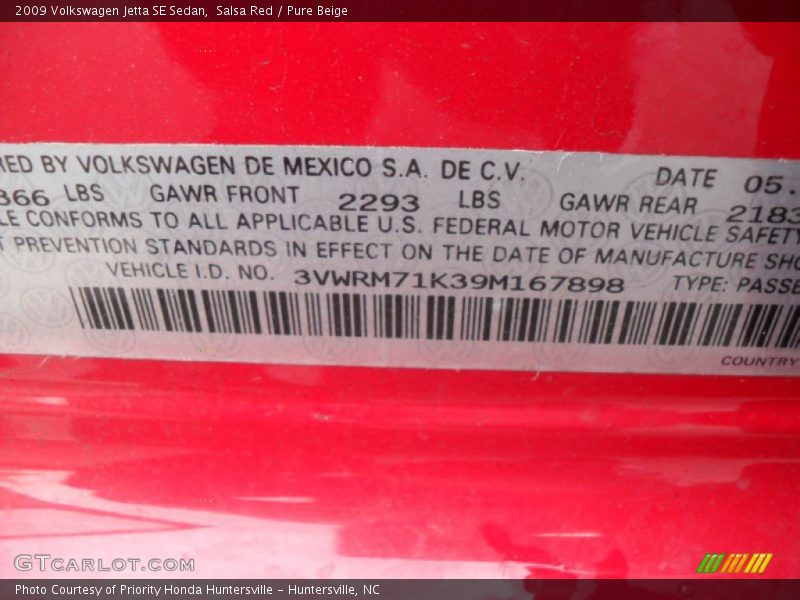 2009 Volkswagen Jetta SE Sedan, Salsa Red / Pure Beige
RED BY VOLKSWAGEN DE MEXICO S.A. DE C.V. DATE 05.
366 LBS GAWR FRONT 2293 LBS GAWR REAR 2183
LE CONFORMS TO ALL APPLICABLE U.S. FEDERAL MOTOR VEHICLE SAFETY
T PREVENTION STANDARDS IN EFFECT ON THE DATE OF MANUFACTURE SHO
VEHICLE I.D. NO. 3VWRM71K39M167898 TYPE: PASSE
COUNTRY
GTCARLOT.COM
Photo Courtesy of Priority Honda Huntersville - Huntersville, NC